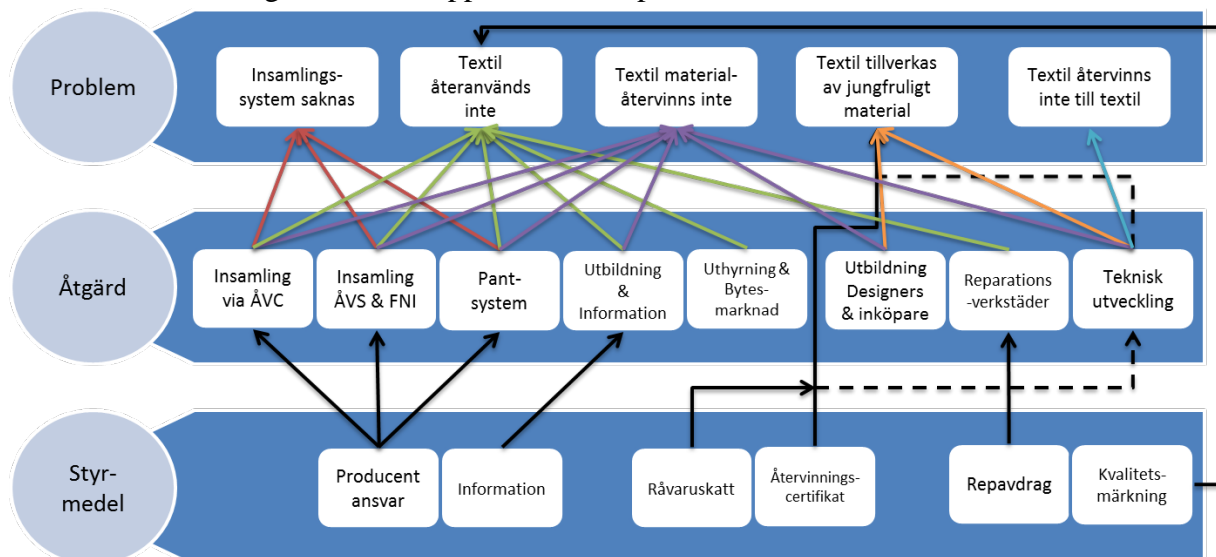 Problem
Insamlings-
system saknas
Textil
återanvänds
inte
Textil material-
återvinns inte
Textil tillverkas
av jungfruligt
material
Textil återvinns
inte till textil
Åtgärd
Insamling
via ÅVC
Insamling
ÅVS & FNI
Pant-
system
Utbildning
&
Information
Uthyrning &
Bytes-
marknad
Utbildning
Designers
& inköpare
Reparations
-verkstäder
Teknisk
utveckling
Styr-
medel
Producent
ansvar
Information
Råvaruskatt
Återvinnings-
certifikat
Repavdrag
Kvalitets-
märkning